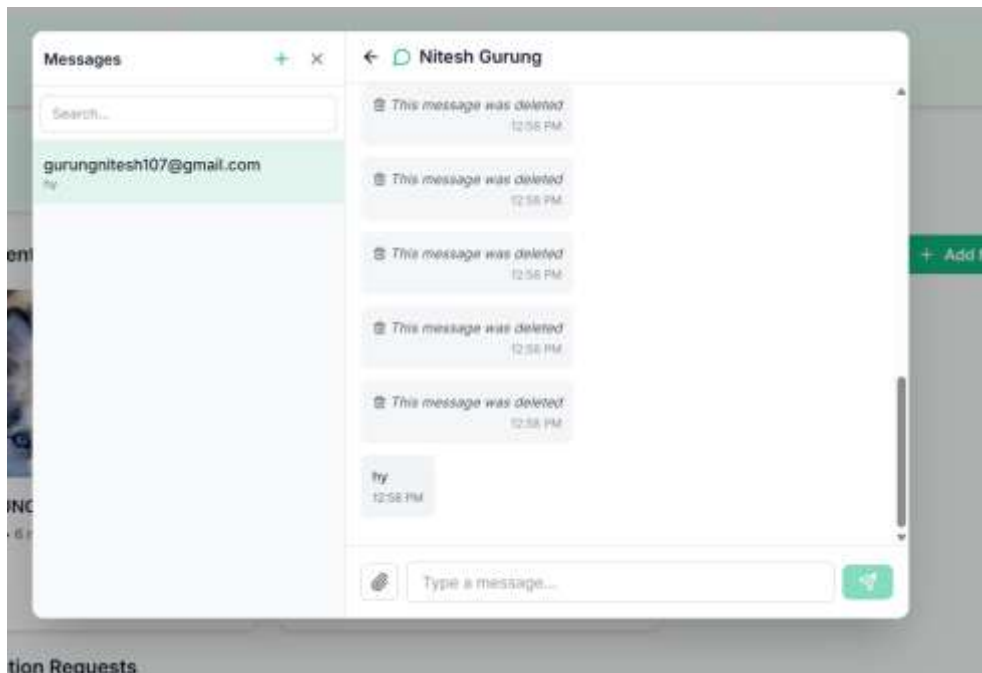 Messages
+ ×
Search...
gurungnitesh107@gmail.com
hy
← Nitesh Gurung
This message was deleted
12:58 PM
This message was deleted
12:58 PM
This message was deleted
12:58 PM
This message was deleted
12:58 PM
This message was deleted
12:58 PM
hy
12:58 PM
Type a message...
+ Add
tion Requests